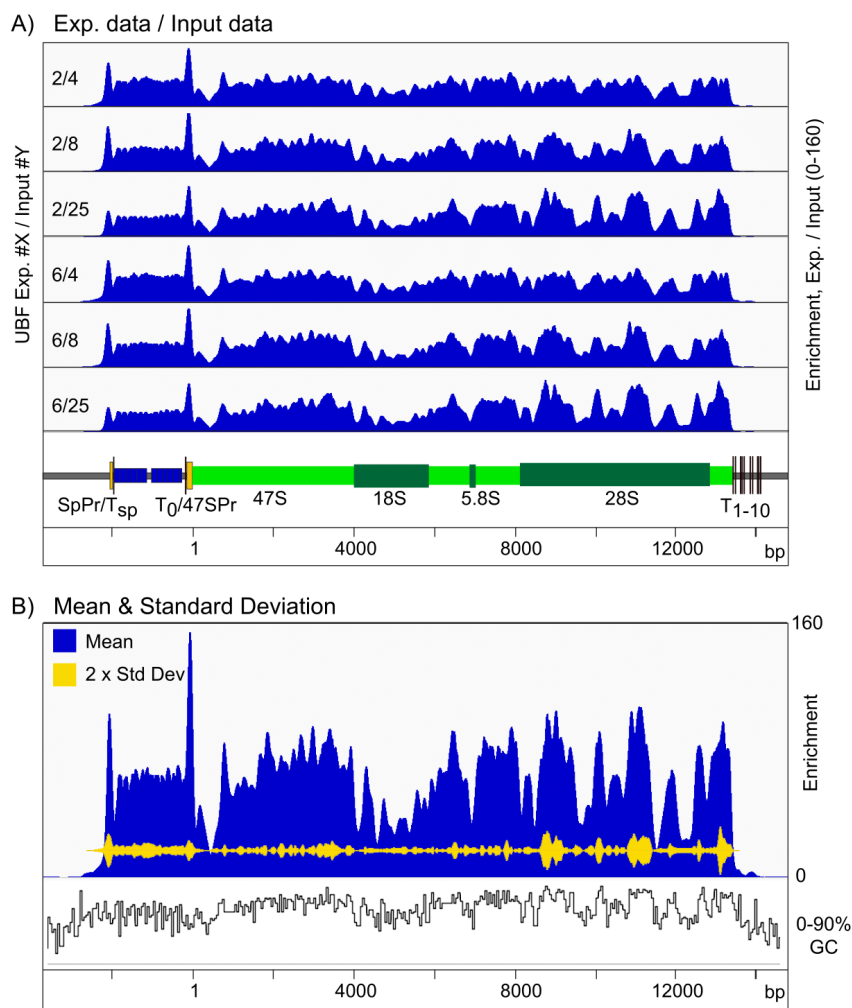 A) Exp. data / Input data
UBF Exp. #X / Input #Y
2/4
2/8
2/25
6/4
6/8
6/25
Enrichment, Exp. / Input (0-160)
SpPr/Tsp
T0/47SPr
47S
18S
5.8S
28S
T1-10
1 4000 8000 12000 bp
B) Mean & Standard Deviation
Mean
2 x Std Dev
160
Enrichment
0
0-90%
GC
1 4000 8000 12000 bp